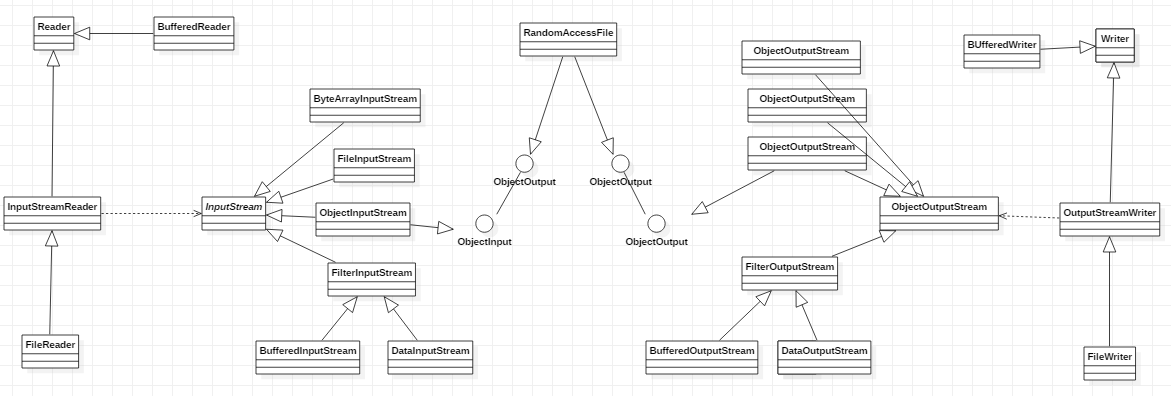 Reader
BufferedReader
RandomAccessFile
BUfferedWriter
Writer
ObjectOutputStream
ByteArrayInputStream
ObjectOutputStream
FileInputStream
ObjectOutputStream
ObjectOutput
ObjectOutput
InputStreamReader
InputStream
ObjectInputStream
ObjectOutputStream
OutputStreamWriter
ObjectInput
ObjectOutput
FilterInputStream
FilterOutputStream
FileReader
BufferedInputStream
DataInputStream
BufferedOutputStream
DataOutputStream
FileWriter